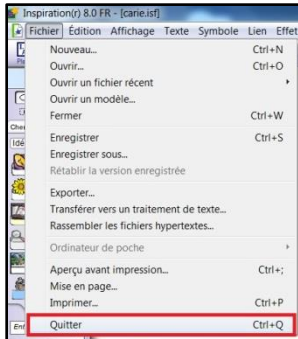 Inspiration(r) 8.0 FR - [carie.isf]
Fichier Édition Affichage Texte Symbole Lien Effet
Nouveau... Ctrl+N
Ouvrir... Ctrl+O
Ouvrir un fichier récent
Ouvrir un modèle...
Fermer Ctrl+W
Enregistrer Ctrl+S
Enregistrer sous...
Rétablir la version enregistrée
Exporter...
Transférer vers un traitement de texte...
Rassembler les fichiers hypertextes...
Ordinateur de poche
Aperçu avant impression... Ctrl+;
Mise en page...
Imprimer... Ctrl+P
Quitter Ctrl+Q